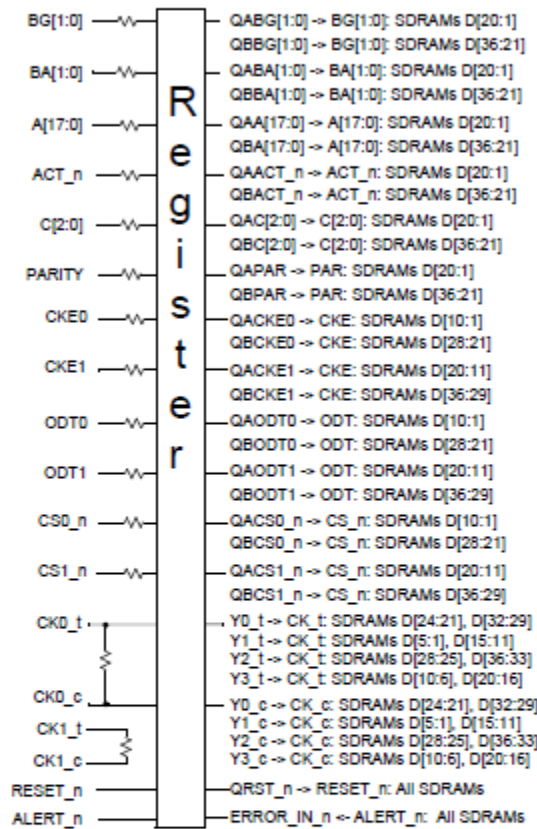 BG[1:0]
QABG[1:0] -> BG[1:0]: SDRAMs D[20:1]
QBBG[1:0] -> BG[1:0]: SDRAMs D[36:21]
BA[1:0]
QABA[1:0] -> BA[1:0]: SDRAMs D[20:1]
QBBA[1:0] -> BA[1:0]: SDRAMs D[36:21]
A[17:0]
QAA[17:0] -> A[17:0]: SDRAMs D[20:1]
QBA[17:0] -> A[17:0]: SDRAMs D[36:21]
ACT_n
QAACT_n -> ACT_n: SDRAMs D[20:1]
QBACT_n -> ACT_n: SDRAMs D[36:21]
C[2:0]
QAC[2:0] -> C[2:0]: SDRAMs D[20:1]
QBC[2:0] -> C[2:0]: SDRAMs D[36:21]
PARITY
QAPAR -> PAR: SDRAMs D[20:1]
QBPAR -> PAR: SDRAMs D[36:21]
CKE0
QACKE0 -> CKE: SDRAMs D[10:1]
QBCKE0 -> CKE: SDRAMs D[28:21]
CKE1
QACKE1 -> CKE: SDRAMs D[20:11]
QBCKE1 -> CKE: SDRAMs D[36:29]
ODT0
QAODT0 -> ODT: SDRAMs D[10:1]
QBODT0 -> ODT: SDRAMs D[28:21]
ODT1
QAODT1 -> ODT: SDRAMs D[20:11]
QBODT1 -> ODT: SDRAMs D[36:29]
CS0_n
QACS0_n -> CS_n: SDRAMs D[10:1]
QBCS0_n -> CS_n: SDRAMs D[28:21]
CS1_n
QACS1_n -> CS_n: SDRAMs D[20:11]
QBCS1_n -> CS_n: SDRAMs D[36:29]
CK0_t
Y0_t -> CK_t: SDRAMs D[24:21], D[32:29]
Y1_t -> CK_t: SDRAMs D[5:1], D[15:11]
Y2_t -> CK_t: SDRAMs D[28:25], D[36:33]
Y3_t -> CK_t: SDRAMs D[10:6], D[20:16]
CK0_c
Y0_c -> CK_c: SDRAMs D[24:21], D[32:29]
Y1_c -> CK_c: SDRAMs D[5:1], D[15:11]
CK1_t
Y2_c -> CK_c: SDRAMs D[28:25], D[36:33]
CK1_c
Y3_c -> CK_c: SDRAMs D[10:6], D[20:16]
RESET_n
QRST_n -> RESET_n: All SDRAMs
ALERT_n
ERROR_IN_n <- ALERT_n: All SDRAMs
Register